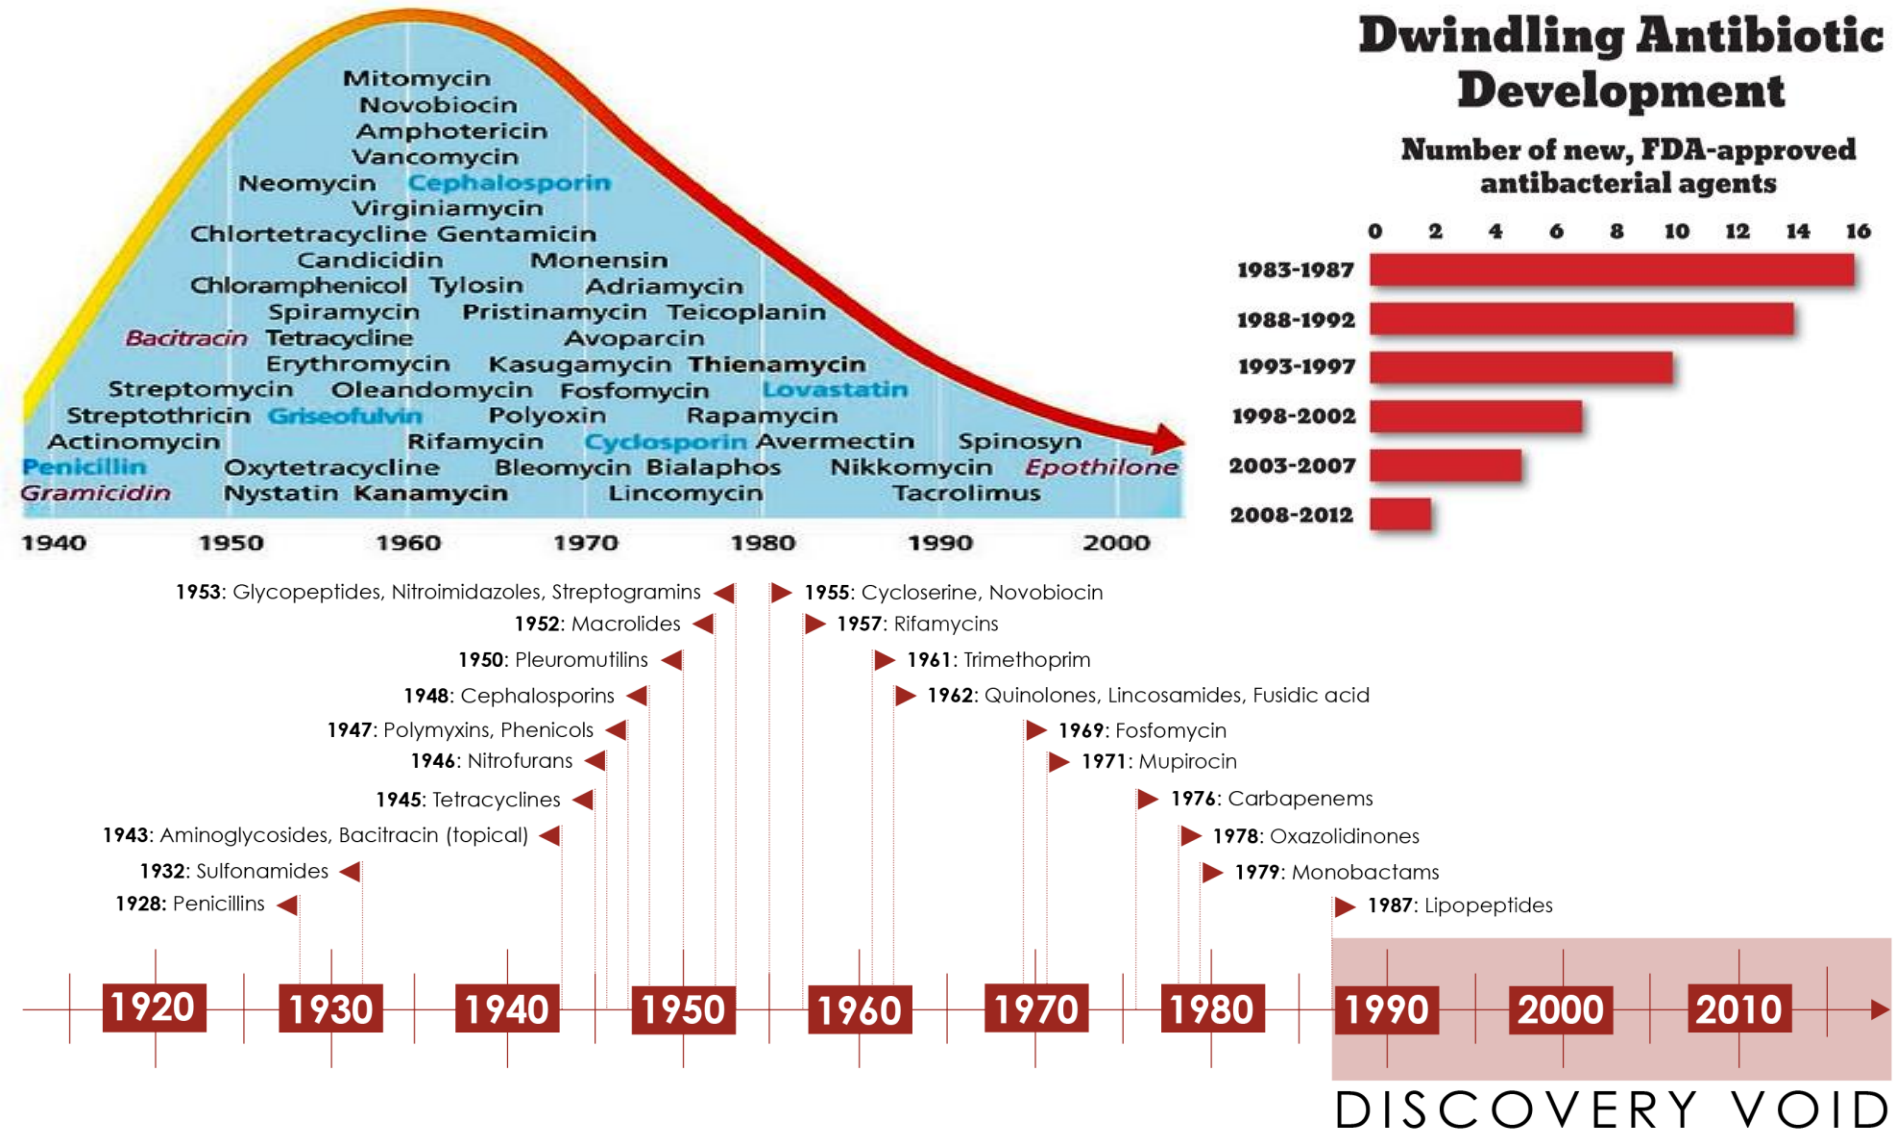 Mitomycin
Novobiocin
Amphotericin
Vancomycin
Neomycin Cephalosporin
Virginiamycin
Chlortetracycline Gentamicin
Candicidin Monensin
Chloramphenicol Tylosin Adriamycin
Spiramycin Pristinamycin Teicoplanin
Bacitracin Tetracycline Avoparcin
Erythromycin Kasugamycin Thienamycin
Streptomycin Oleandomycin Fosfomycin Lovastatin
Streptothricin Griseofulvin Polyoxin Rapamycin
Actinomycin Rifamycin Cyclosporin Avermectin Spinosyn
Penicillin Oxytetracycline Bleomycin Bialaphos Nikkomycin Epothilone
Gramicidin Nystatin Kanamycin Lincomycin Tacrolimus
1940 1950 1960 1970 1980 1990 2000
Dwindling Antibiotic
Development
Number of new, FDA-approved
antibacterial agents
0 2 4 6 8 10 12 14 16
1983-1987
1988-1992
1993-1997
1998-2002
2003-2007
2008-2012
1953: Glycopeptides, Nitroimidazoles, Streptogramins
1952: Macrolides
1950: Pleuromutilins
1948: Cephalosporins
1947: Polymyxins, Phenicols
1946: Nitrofurans
1945: Tetracyclines
1943: Aminoglycosides, Bacitracin (topical)
1932: Sulfonamides
1928: Penicillins
1955: Cycloserine, Novobiocin
1957: Rifamycins
1961: Trimethoprim
1962: Quinolones, Lincosamides, Fusidic acid
1969: Fosfomycin
1971: Mupirocin
1976: Carbapenems
1978: Oxazolidinones
1979: Monobactams
1987: Lipopeptides
1920 1930 1940 1950 1960 1970 1980 1990 2000 2010
DISCOVERY VOID